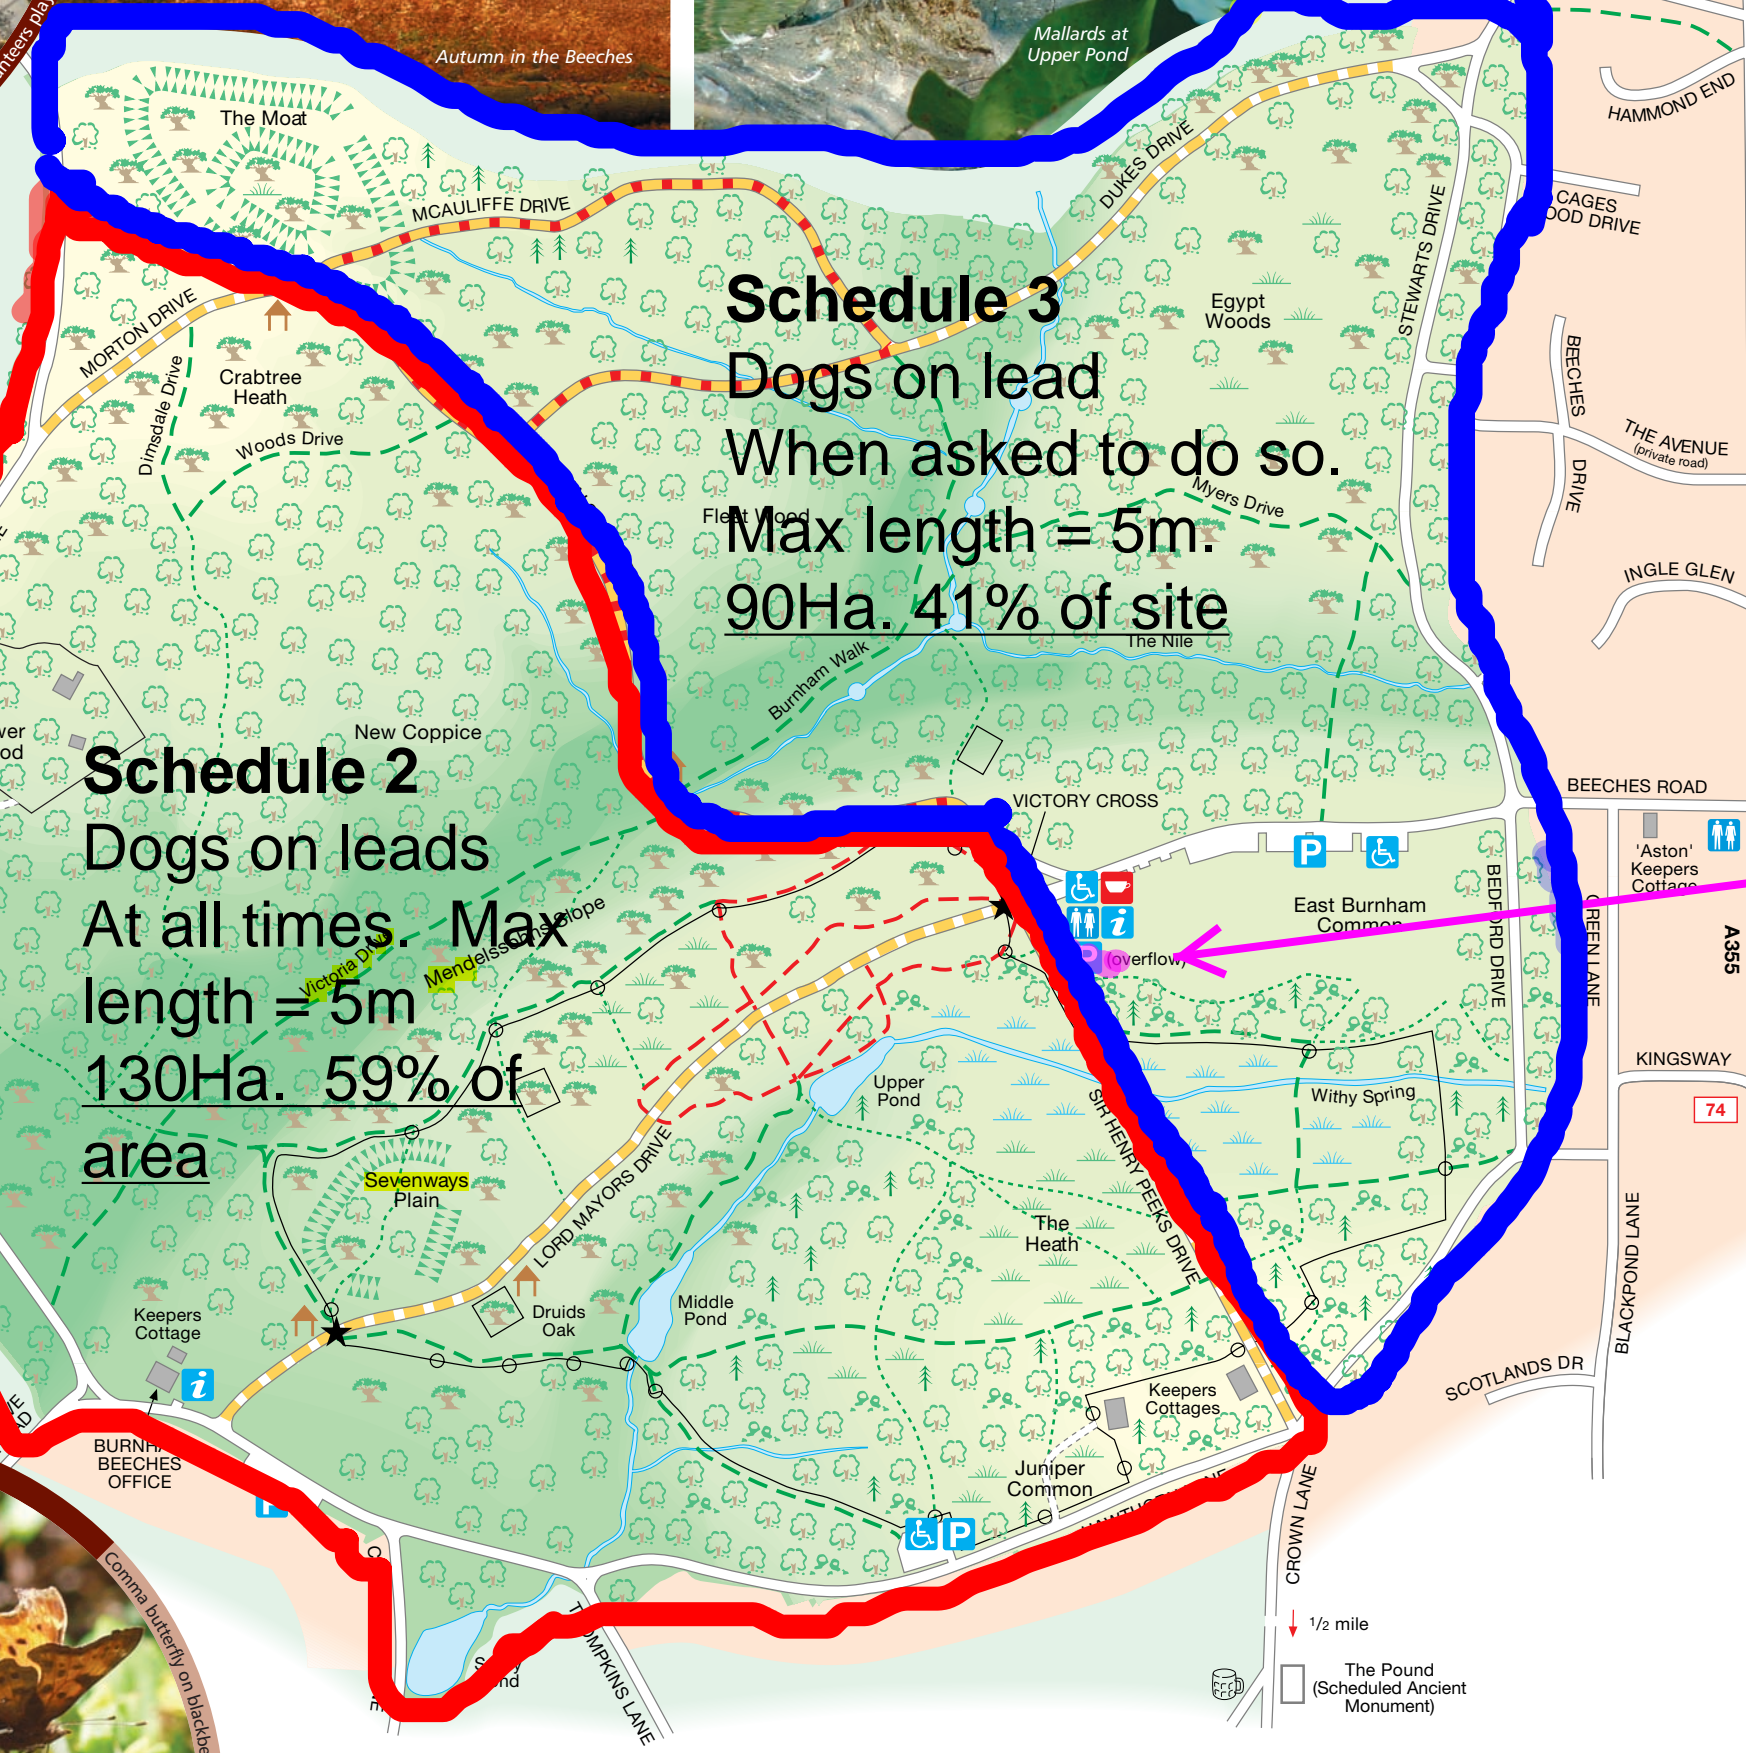 Autumn in the Beeches
Mallards at
Upper Pond
The Moat
MCAULIFFE DRIVE
DUKES DRIVE
HAMMOND END
CAGES
STEWARTS DRIVE
Egypt
Woods
Schedule 3
Dogs on lead
When asked to do so.
Max length = 5m.
90Ha. 41% of site
MORTON DRIVE
Dimsdale Drive
Crabtree
Heath
Woods Drive
BEECHES
DRIVE
THE AVENUE
(private road)
Myers Drive
Fleet Wood
INGLE GLEN
The Nile
Burnham Walk
New Coppice
Schedule 2
Dogs on leads
At all times. Max
length = 5m
130Ha. 59% of
area
Victoria Drive
Mendelssohns Slope
VICTORY CROSS
BEECHES ROAD
P
'Aston'
Keepers
Cottage
BEDFORD DRIVE
GREEN LANE
A355
East Burnham
Common
i
P (overflow)
KINGSWAY
74
Upper
Pond
Withy Spring
SIR HENRY PEEKS DRIVE
Sevenways
Plain
LORD MAYORS DRIVE
The
Heath
BLACKPOND LANE
Keepers
Cottage
i
Druids
Oak
Middle
Pond
SCOTLANDS DR
Keepers
Cottages
BEECHES
OFFICE
Juniper
Common
P
CROWN LANE
Comma butterfly on
1/2 mile
The Pound
(Scheduled Ancient
Monument)